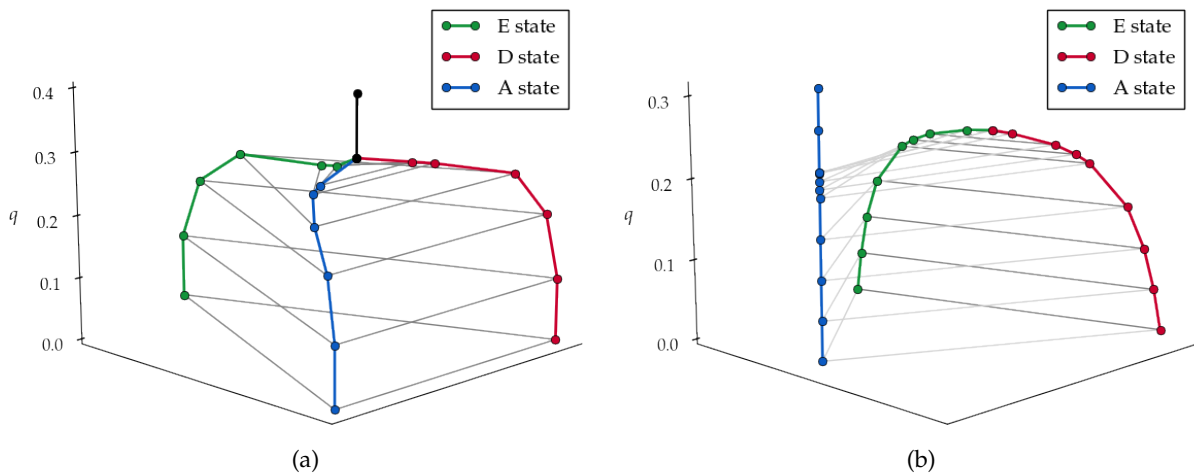 E state
D state
A state
0.4
0.3
q
0.2
0.1
0.0
(a)
E state
D state
A state
0.3
0.2
q
0.1
0.0
(b)